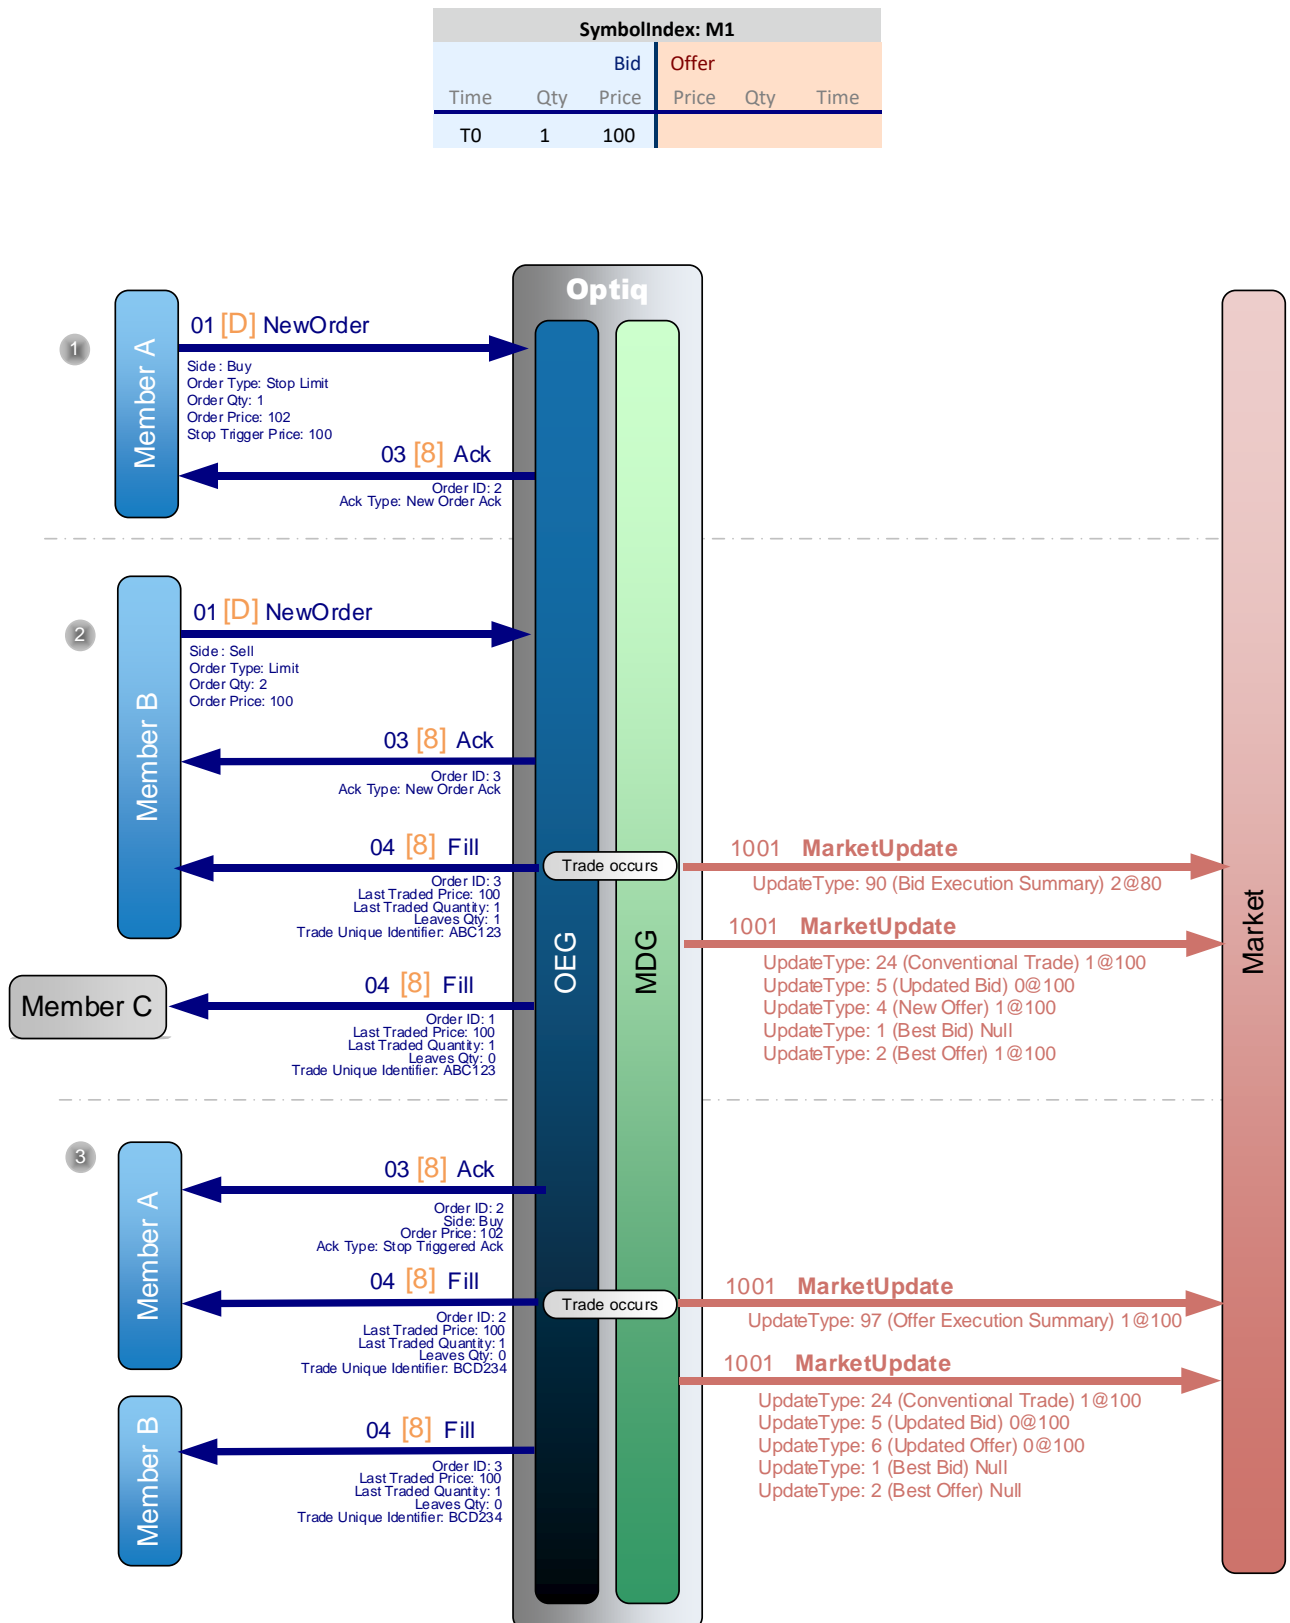 SymbolIndex: M1
Bid Offer
Time Qty Price Price Qty Time
T0 1 100
Optiq
1
Member A
01 [D] NewOrder
Side : Buy
Order Type: Stop Limit
Order Qty: 1
Order Price: 102
Stop Trigger Price: 100
03 [8] Ack
Order ID: 2
Ack Type: New Order Ack
2
Member B
01 [D] NewOrder
Side : Sell
Order Type: Limit
Order Qty: 2
Order Price: 100
03 [8] Ack
Order ID: 3
Ack Type: New Order Ack
04 [8] Fill
Order ID: 3
Last Traded Price: 100
Last Traded Quantity: 1
Leaves Qty: 1
Trade Unique Identifier: ABC123
Trade occurs
1001 MarketUpdate
UpdateType: 90 (Bid Execution Summary) 2@80
1001 MarketUpdate
UpdateType: 24 (Conventional Trade) 1@100
UpdateType: 5 (Updated Bid) 0@100
UpdateType: 4 (New Offer) 1@100
UpdateType: 1 (Best Bid) Null
UpdateType: 2 (Best Offer) 1@100
OEG
MDG
Market
Member C
04 [8] Fill
Order ID: 1
Last Traded Price: 100
Last Traded Quantity: 1
Leaves Qty: 0
Trade Unique Identifier: ABC123
3
Member A
03 [8] Ack
Order ID: 2
Side: Buy
Order Price: 102
Ack Type: Stop Triggered Ack
04 [8] Fill
Order ID: 2
Last Traded Price: 100
Last Traded Quantity: 1
Leaves Qty: 0
Trade Unique Identifier: BCD234
Trade occurs
1001 MarketUpdate
UpdateType: 97 (Offer Execution Summary) 1@100
1001 MarketUpdate
UpdateType: 24 (Conventional Trade) 1@100
UpdateType: 5 (Updated Bid) 0@100
UpdateType: 6 (Updated Offer) 0@100
UpdateType: 1 (Best Bid) Null
UpdateType: 2 (Best Offer) Null
Member B
04 [8] Fill
Order ID: 3
Last Traded Price: 100
Last Traded Quantity: 1
Leaves Qty: 0
Trade Unique Identifier: BCD234